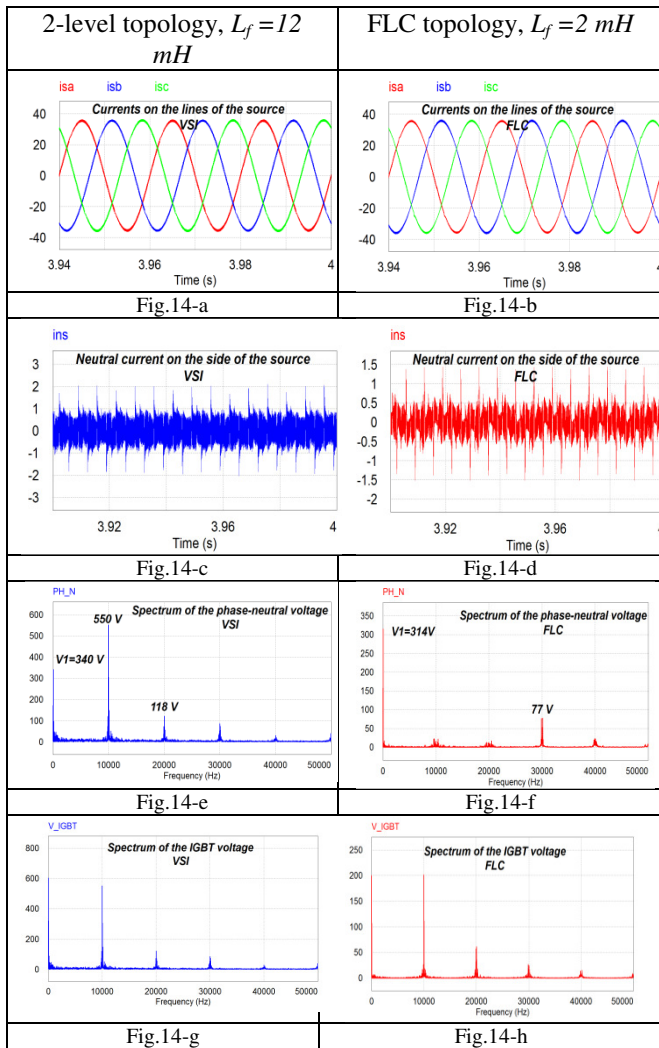 2-level topology, L_f =12 mH
FLC topology, L_f =2 mH
isa isb isc
Currents on the lines of the source
VSI
40
20
0
-20
-40
3.94 3.96 3.98 4
Time (s)
Fig.14-a
isa isb isc
Currents on the lines of the source
FLC
40
20
0
-20
-40
3.94 3.96 3.98 4
Time (s)
Fig.14-b
ins
Neutral current on the side of the source
VSI
3
2
1
0
-1
-2
-3
3.92 3.96 4
Time (s)
Fig.14-c
ins
Neutral current on the side of the source
FLC
1.5
1
0.5
0
-0.5
-1
-1.5
-2
3.92 3.96 4
Time (s)
Fig.14-d
PH_N
Spectrum of the phase-neutral voltage
VSI
550 V
V1=340 V
118 V
600
500
400
300
200
100
0
0 10000 20000 30000 40000 50000
Frequency (Hz)
Fig.14-e
PH_N
Spectrum of the phase-neutral voltage
FLC
V1=314V
77 V
350
300
250
200
150
100
50
0
0 10000 20000 30000 40000 50000
Frequency (Hz)
Fig.14-f
V_IGBT
Spectrum of the IGBT voltage
VSI
800
600
400
200
0
0 10000 20000 30000 40000 50000
Frequency (Hz)
Fig.14-g
V_IGBT
Spectrum of the IGBT voltage
FLC
250
200
150
100
50
0
0 10000 20000 30000 40000 50000
Frequency (Hz)
Fig.14-h